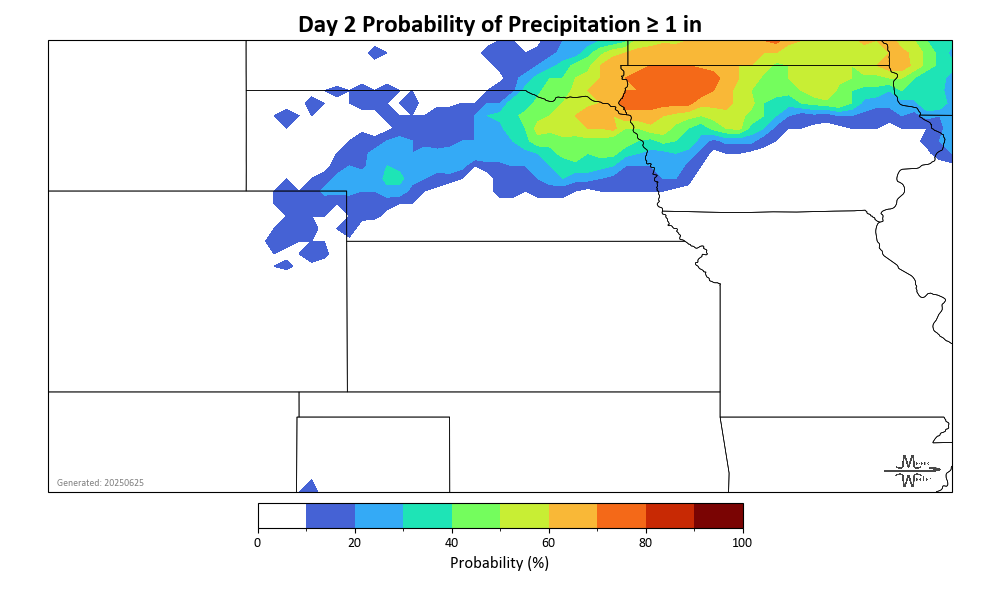 Day 2 Probability of Precipitation ≥ 1 in
Generated: 20250625
0 20 40 60 80 100
Probability (%)